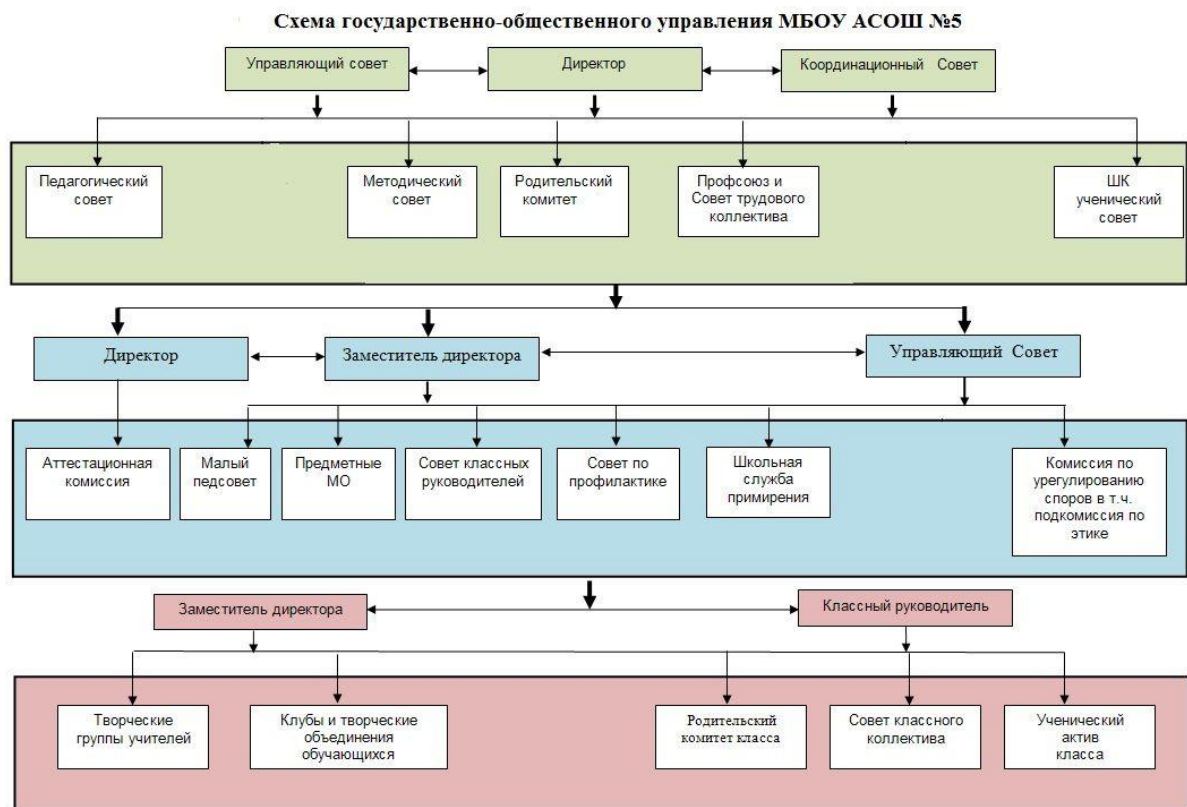 Схема государственно-общественного управления МБОУ АСОШ №5
Управляющий совет
Директор
Координационный Совет
Педагогический
совет
Методический
совет
Родительский
комитет
Профсоюз и
Совет трудового
коллектива
ШК
ученический
совет
Директор
Заместитель директора
Управляющий Совет
Аттестационная
комиссия
Малый
педсовет
Предметные
МО
Совет классных
руководителей
Совет по
профилактике
Школьная
служба
примирения
Комиссия по
урегулированию
споров в т.ч.
подкомиссия по
этике
Заместитель директора
Классный руководитель
Творческие
группы учителей
Клубы и творческие
объединения
обучающихся
Родительский
комитет класса
Совет классного
коллектива
Ученический
актив
класса